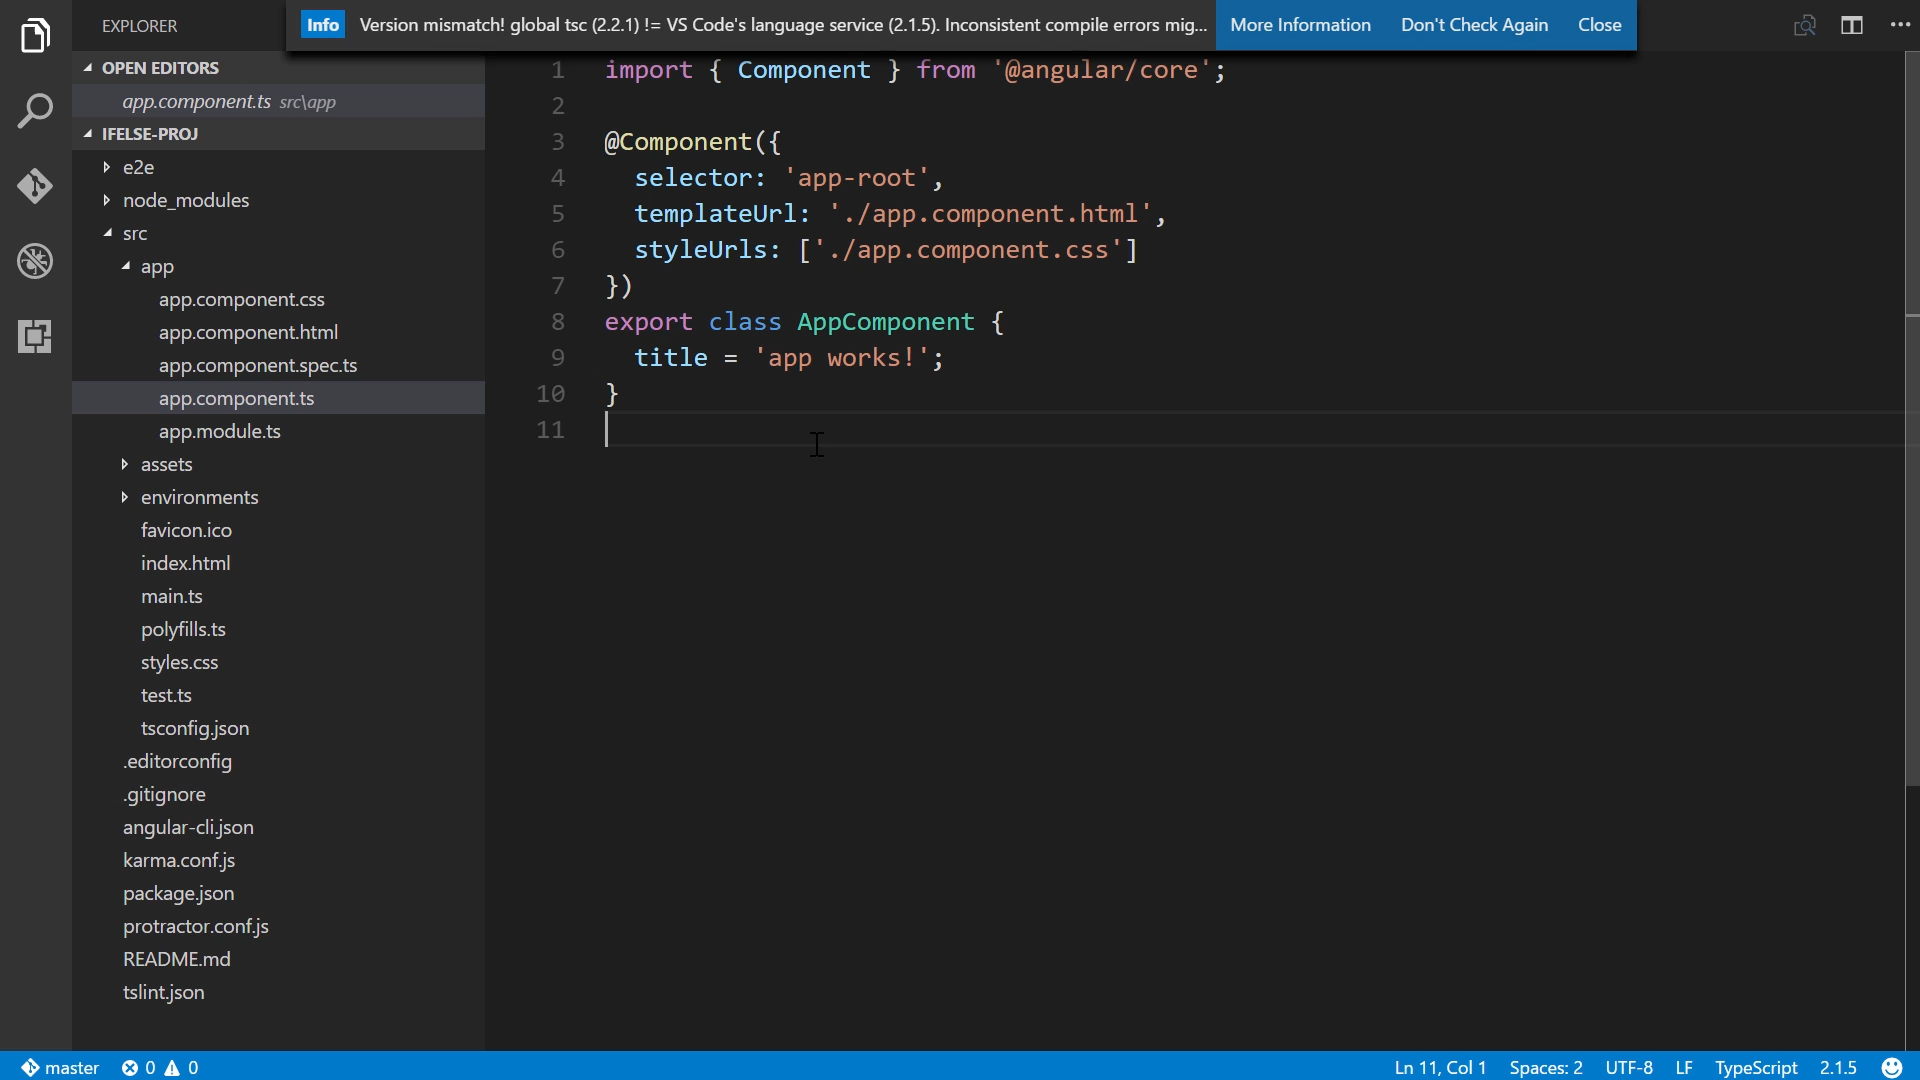 EXPLORER
Info Version mismatch! global tsc (2.2.1) != VS Code's language service (2.1.5). Inconsistent compile errors mig... More Information Don't Check Again Close
OPEN EDITORS
app.component.ts src\app
IFELSE-PROJ
e2e
node_modules
src
app
app.component.css
app.component.html
app.component.spec.ts
app.component.ts
app.module.ts
assets
environments
favicon.ico
index.html
main.ts
polyfills.ts
styles.css
test.ts
tsconfig.json
.editorconfig
.gitignore
angular-cli.json
karma.conf.js
package.json
protractor.conf.js
README.md
tslint.json
1 import { Component } from '@angular/core';
2
3 @Component({
4   selector: 'app-root',
5   templateUrl: './app.component.html',
6   styleUrls: ['./app.component.css']
7 })
8 export class AppComponent {
9   title = 'app works!';
10 }
11
master 0 0 Ln 11, Col 1 Spaces: 2 UTF-8 LF TypeScript 2.1.5